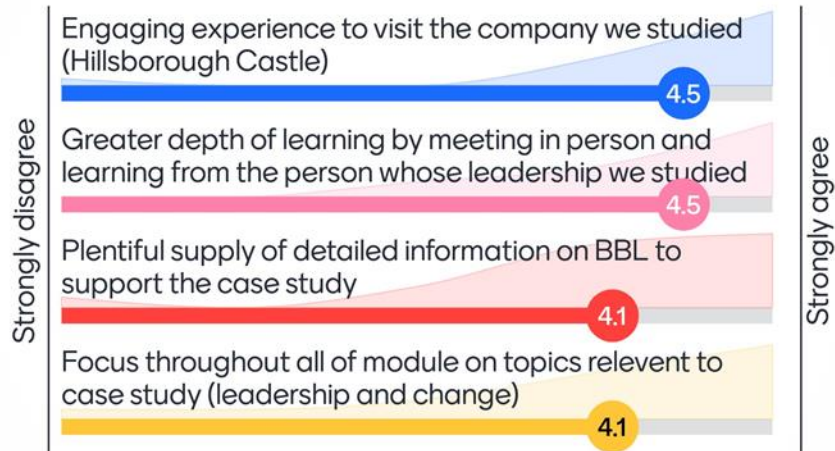 Strongly disagree
Engaging experience to visit the company we studied
(Hillsborough Castle)
4.5
Greater depth of learning by meeting in person and
learning from the person whose leadership we studied
4.5
Plentiful supply of detailed information on BBL to
support the case study
4.1
Focus throughout all of module on topics relevent to
case study (leadership and change)
4.1
Strongly agree